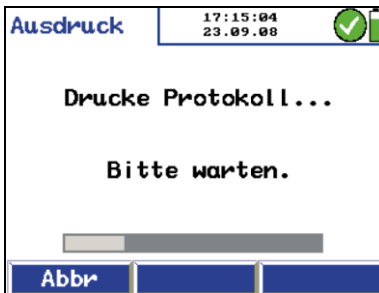 Ausdruck
17:15:04
23.09.08
Drucke Protokoll...
Bitte warten.
Abbr